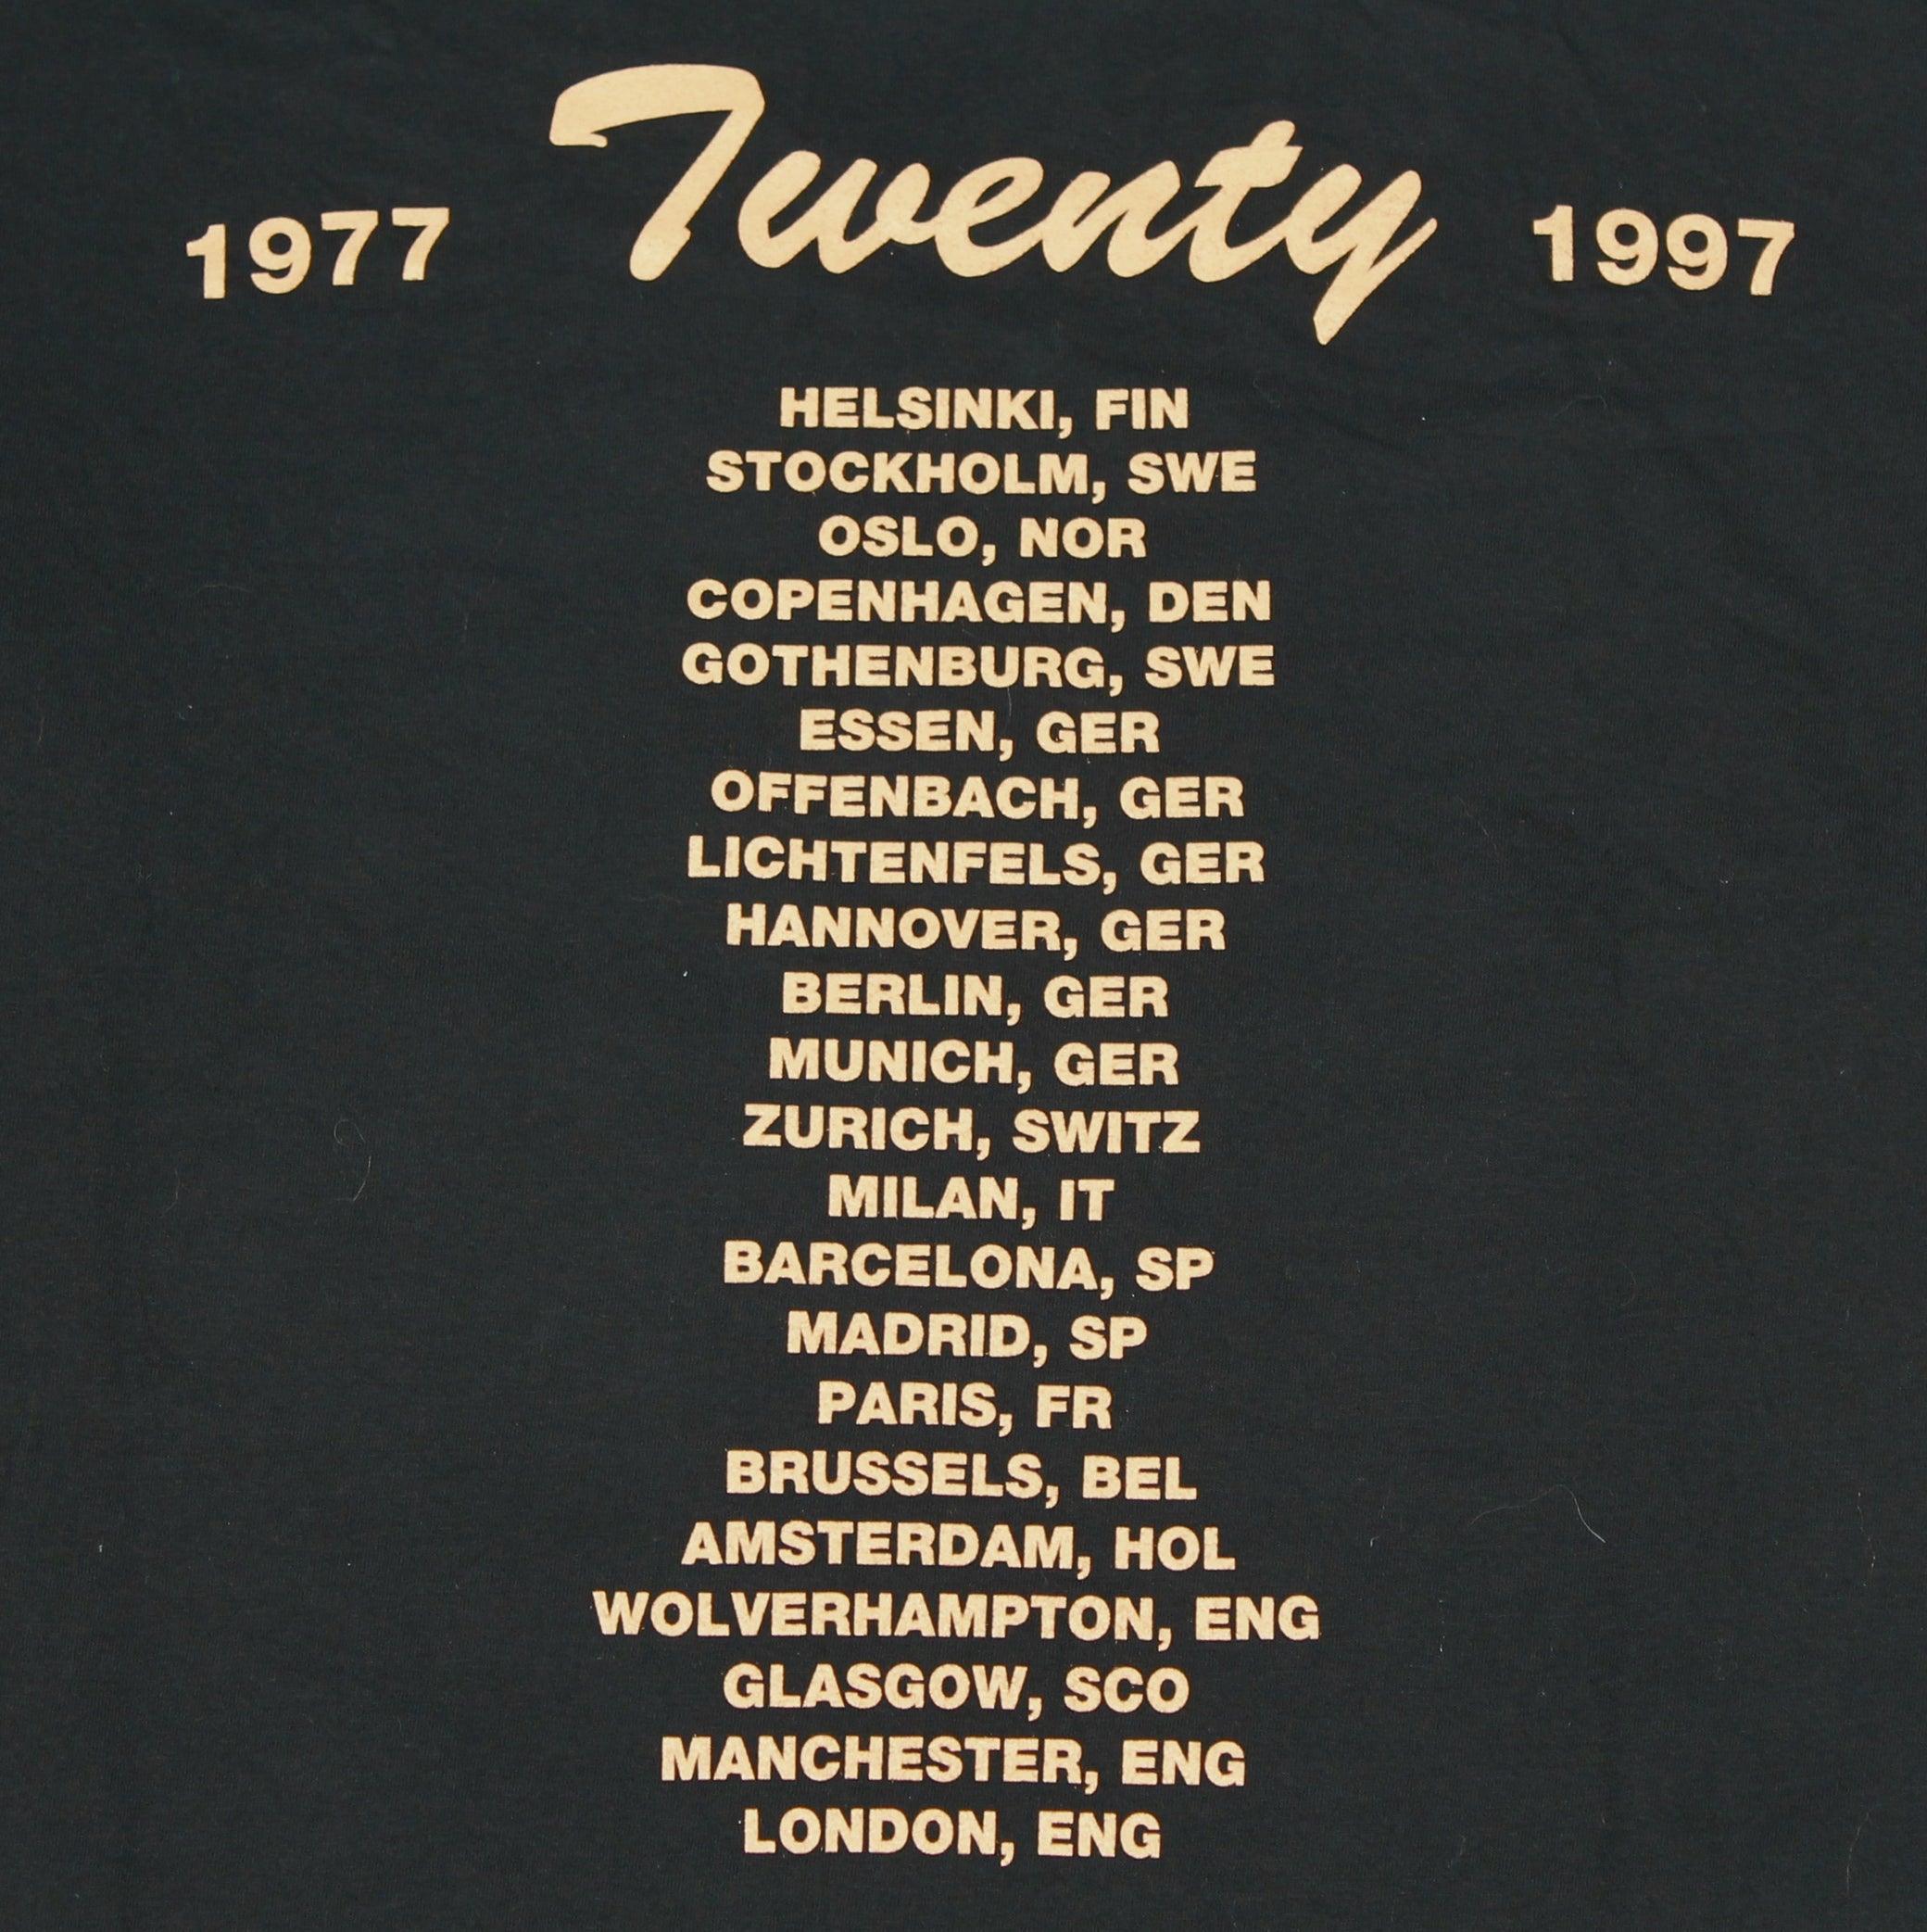 1977 Twenty 1997
HELSINKI, FIN
STOCKHOLM, SWE
OSLO, NOR
COPENHAGEN, DEN
GOTHENBURG, SWE
ESSEN, GER
OFFENBACH, GER
LICHTENFELS, GER
HANNOVER, GER
BERLIN, GER
MUNICH, GER
ZURICH, SWITZ
MILAN, IT
BARCELONA, SP
MADRID, SP
PARIS, FR
BRUSSELS, BEL
AMSTERDAM, HOL
WOLVERHAMPTON, ENG
GLASGOW, SCO
MANCHESTER, ENG
LONDON, ENG